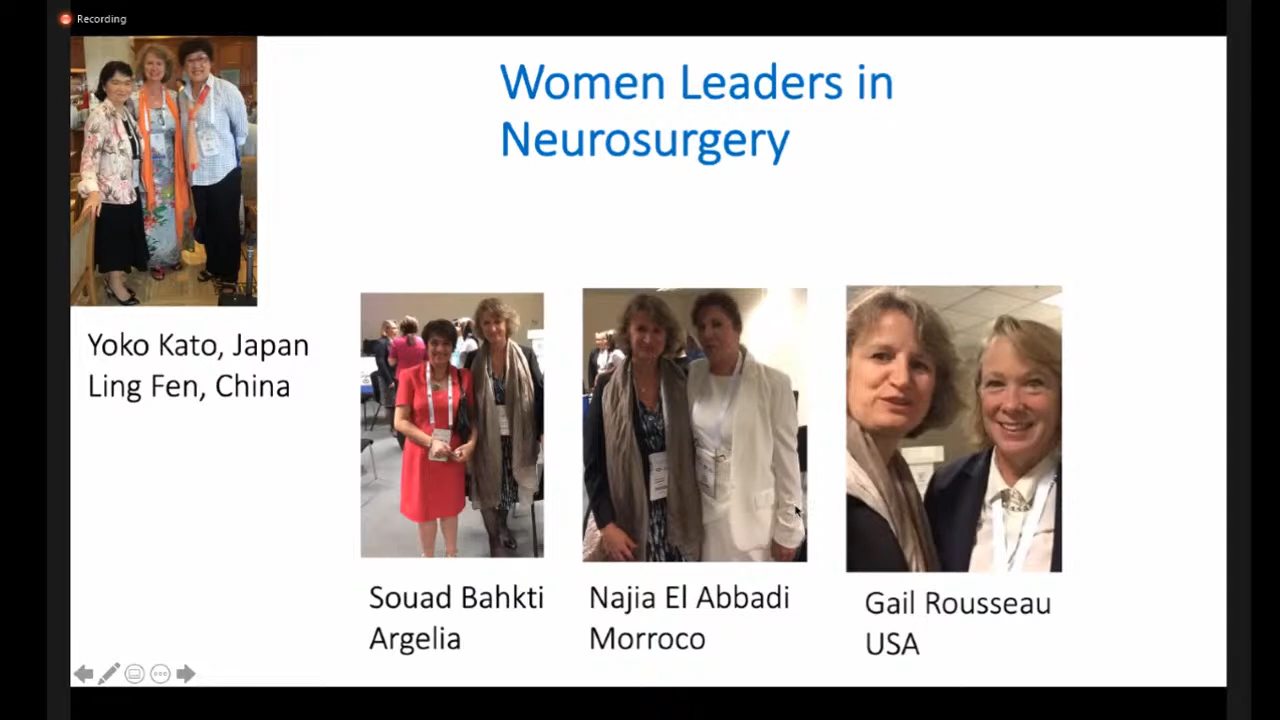 Recording
Women Leaders in
Neurosurgery
Yoko Kato, Japan
Ling Fen, China
Souad Bahkti
Argelia
Najia El Abbadi
Morroco
Gail Rousseau
USA